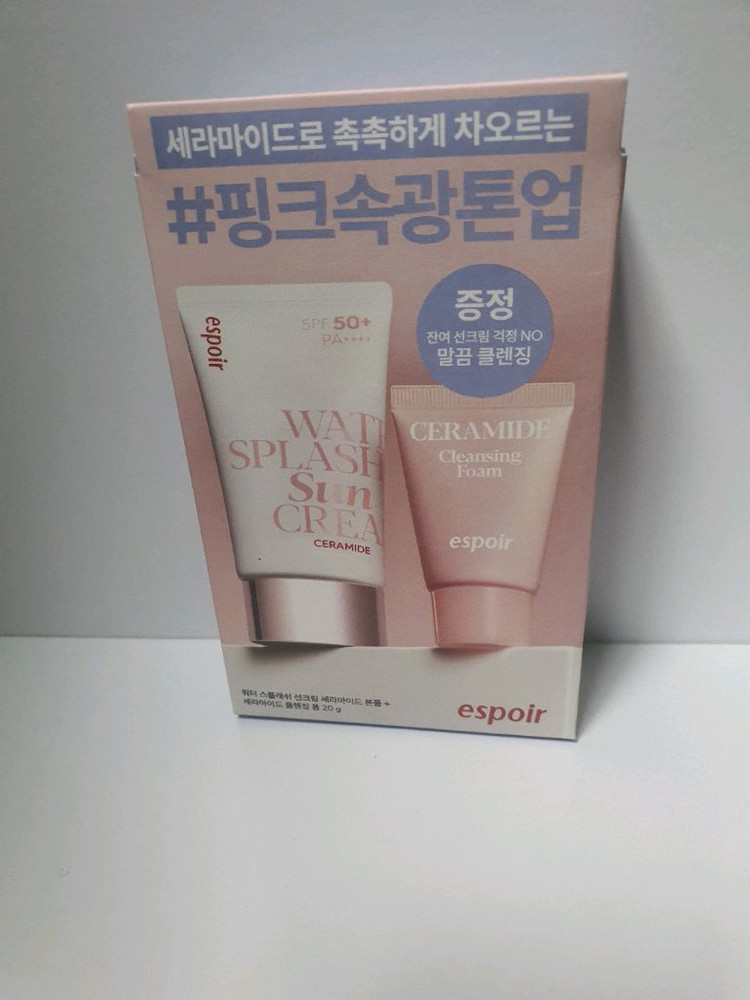 세라마이드로 촉촉하게 차오르는
#핑크속광톤업
증정
잔여 선크림 걱정 NO
말끔 클렌징
espoir
SPF 50+
PA++++
WAT
SPLASH
Sun
CREA
CERAMIDE
CERAMIDE
Cleansing
Foam
espoir
워터 스플래쉬 선크림 세라마이드 본품 +
세라마이드 클렌징 폼 20 g
espoir